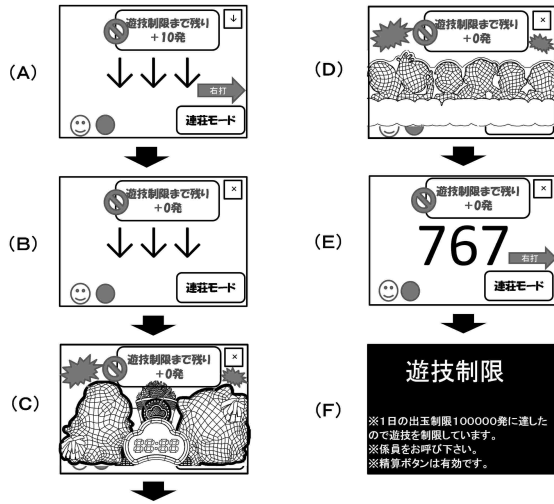 (A)
遊技制限まで残り
+10発
↓
↓ ↓ ↓
右打
連荘モード
(B)
遊技制限まで残り
+0発
×
↓ ↓ ↓
連荘モード
(C)
遊技制限まで残り
+0発
×
88:88
(D)
遊技制限まで残り
+0発
×
(E)
遊技制限まで残り
+0発
×
767
右打
連荘モード
(F)
遊技制限
※1日の出玉制限100000発に達した
ので遊技を制限しています。
※係員をお呼び下さい。
※精算ボタンは有効です。